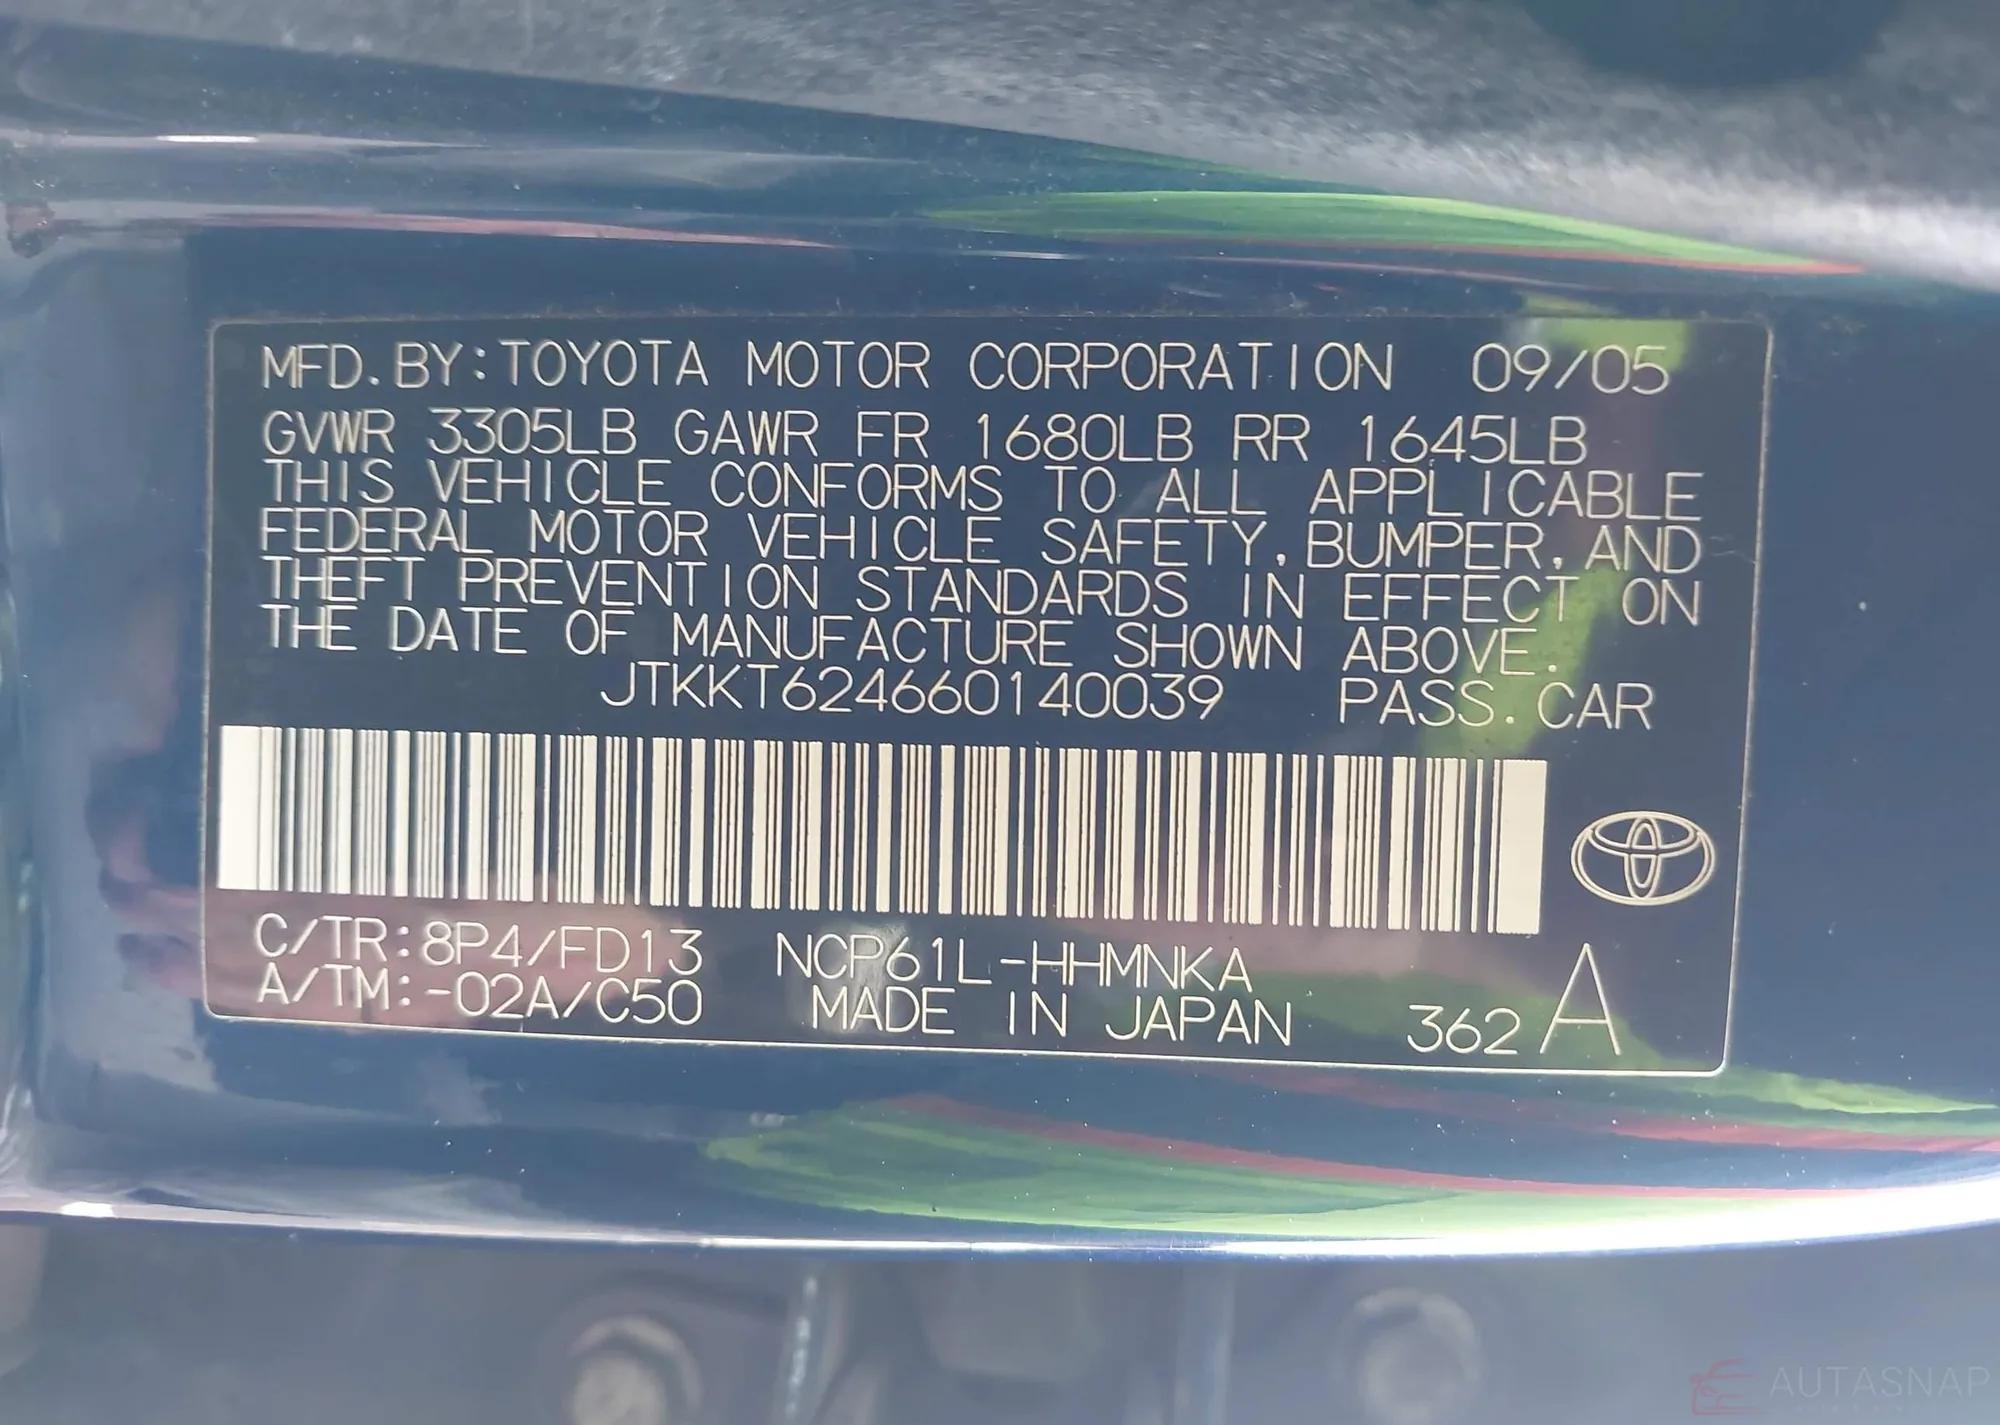 MFD. BY: TOYOTA MOTOR CORPORATION 09/05
GVWR 3305LB GAWR FR 1680LB RR 1645LB
THIS VEHICLE CONFORMS TO ALL APPLICABLE
FEDERAL MOTOR VEHICLE SAFETY, BUMPER, AND
THEFT PREVENTION STANDARDS IN EFFECT ON
THE DATE OF MANUFACTURE SHOWN ABOVE.
JTKKT624660140039 PASS. CAR
C/TR: 8P4/FD13 NCP61L-HHMNKA
A/TM: -02A/C50 MADE IN JAPAN 362 A
AUTASNAP